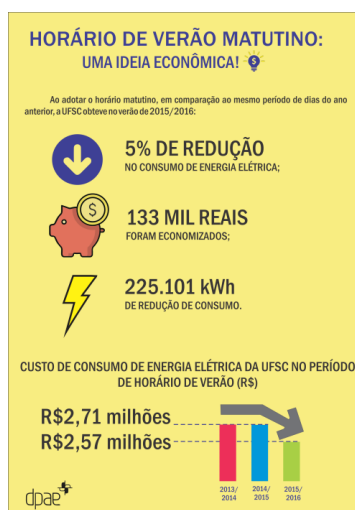 HORÁRIO DE VERÃO MATUTINO:
UMA IDEIA ECONÔMICA!
$
Ao adotar o horário matutino, em comparação ao mesmo período de dias do ano
anterior, a UFSC obteve no verão de 2015/2016:
5% DE REDUÇÃO
NO CONSUMO DE ENERGIA ELÉTRICA;
$
133 MIL REAIS
FORAM ECONOMIZADOS;
225.101 kWh
DE REDUÇÃO DE CONSUMO.
CUSTO DE CONSUMO DE ENERGIA ELÉTRICA DA UFSC NO PERÍODO
DE HORÁRIO DE VERÃO (R$)
R$2,71 milhões
R$2,57 milhões
2013/ 2014/ 2015/
2014 2015 2016
dpae